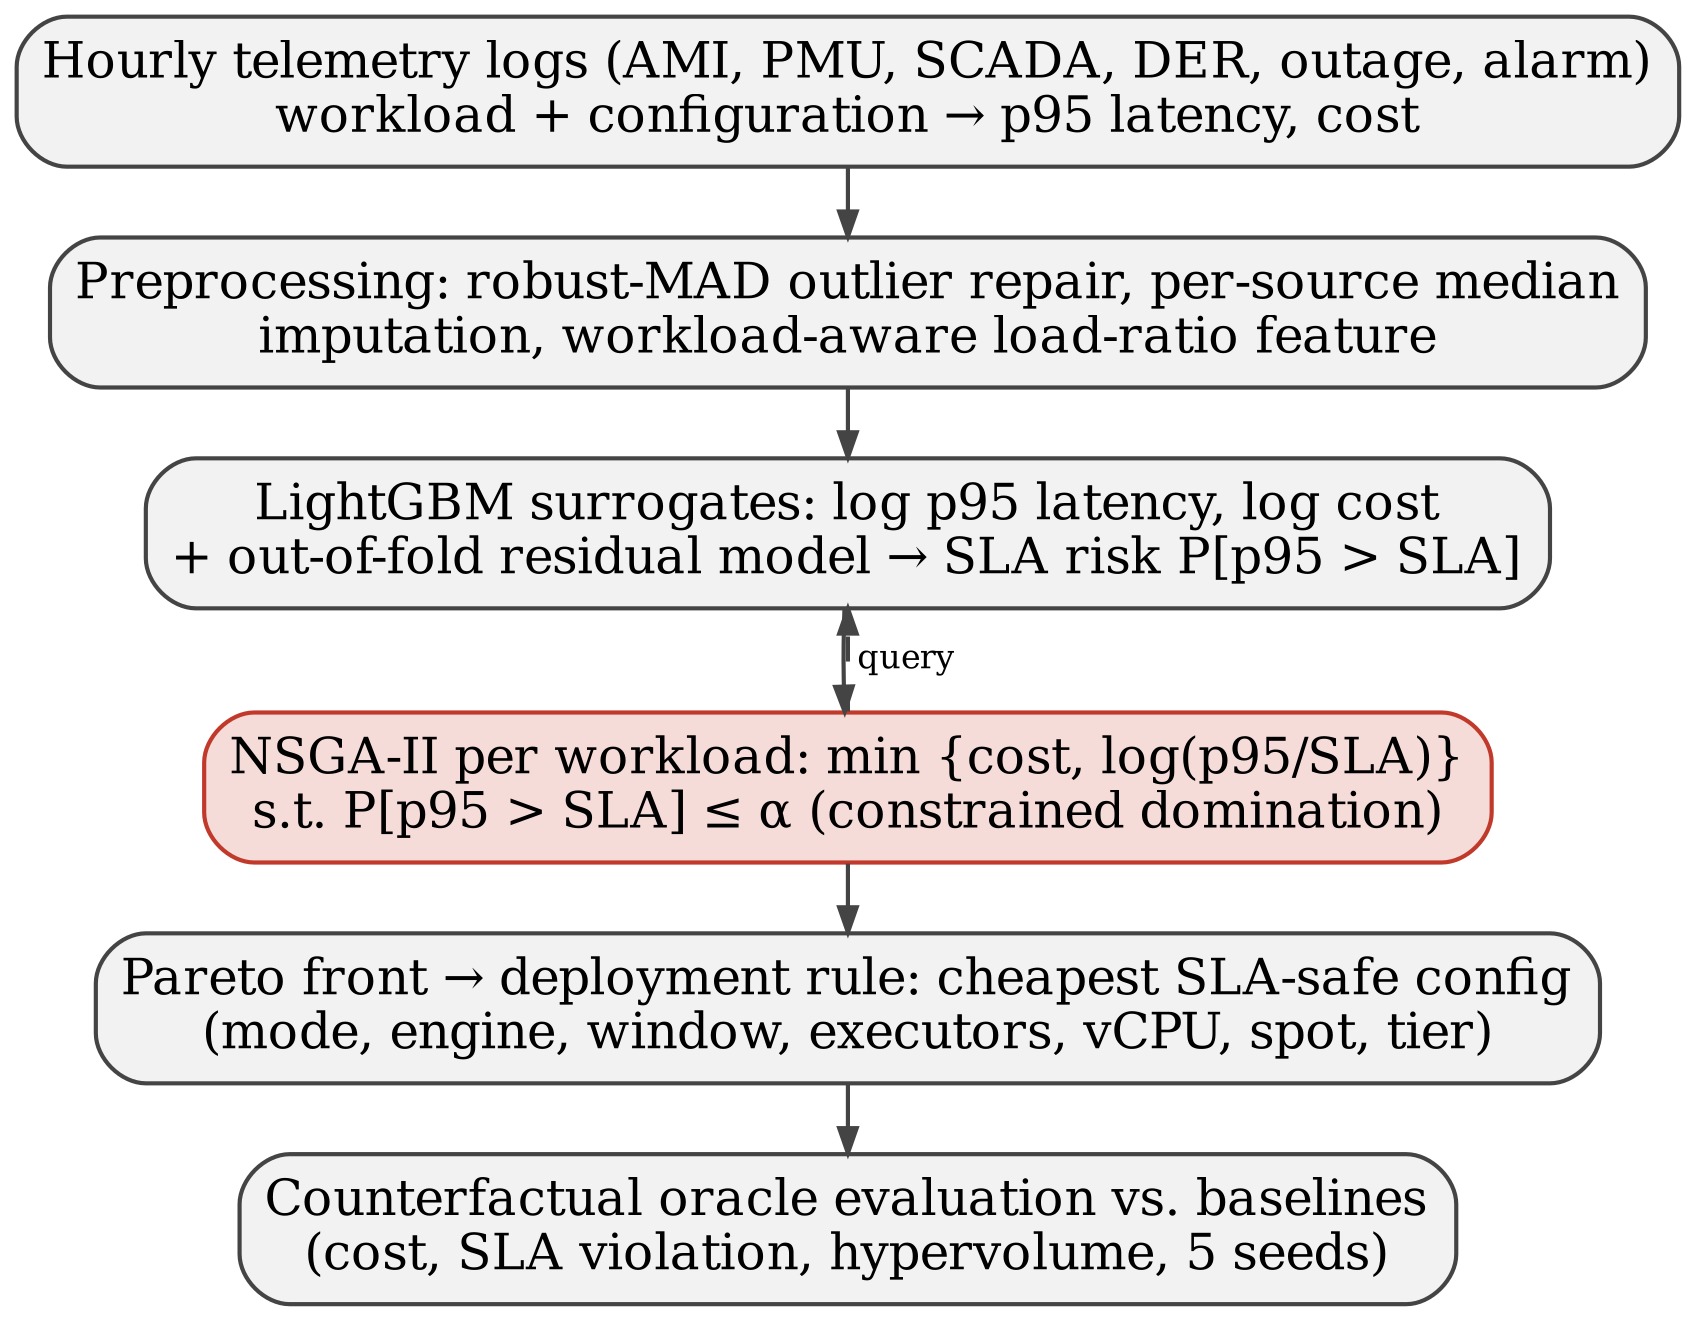 Hourly telemetry logs (AMI, PMU, SCADA, DER, outage, alarm)
workload + configuration → p95 latency, cost
Preprocessing: robust-MAD outlier repair, per-source median
imputation, workload-aware load-ratio feature
LightGBM surrogates: log p95 latency, log cost
+ out-of-fold residual model → SLA risk P[p95 > SLA]
query
NSGA-II per workload: min {cost, log(p95/SLA)}
s.t. P[p95 > SLA] ≤ α (constrained domination)
Pareto front → deployment rule: cheapest SLA-safe config
(mode, engine, window, executors, vCPU, spot, tier)
Counterfactual oracle evaluation vs. baselines
(cost, SLA violation, hypervolume, 5 seeds)